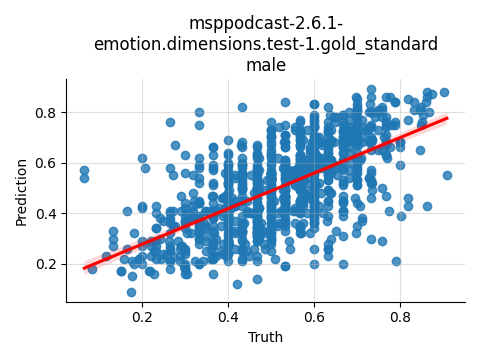 msppodcast-2.6.1-
emotion.dimensions.test-1.gold_standard
male
Prediction
0.8
0.6
0.4
0.2
0.2 0.4 0.6 0.8
Truth